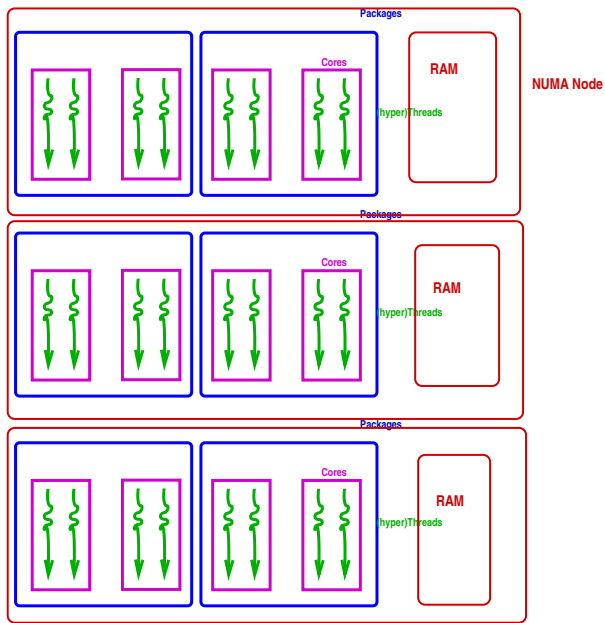 Packages
Cores
RAM
NUMA Node
(hyper)Threads
Packages
Cores
RAM
(hyper)Threads
Packages
Cores
RAM
(hyper)Threads